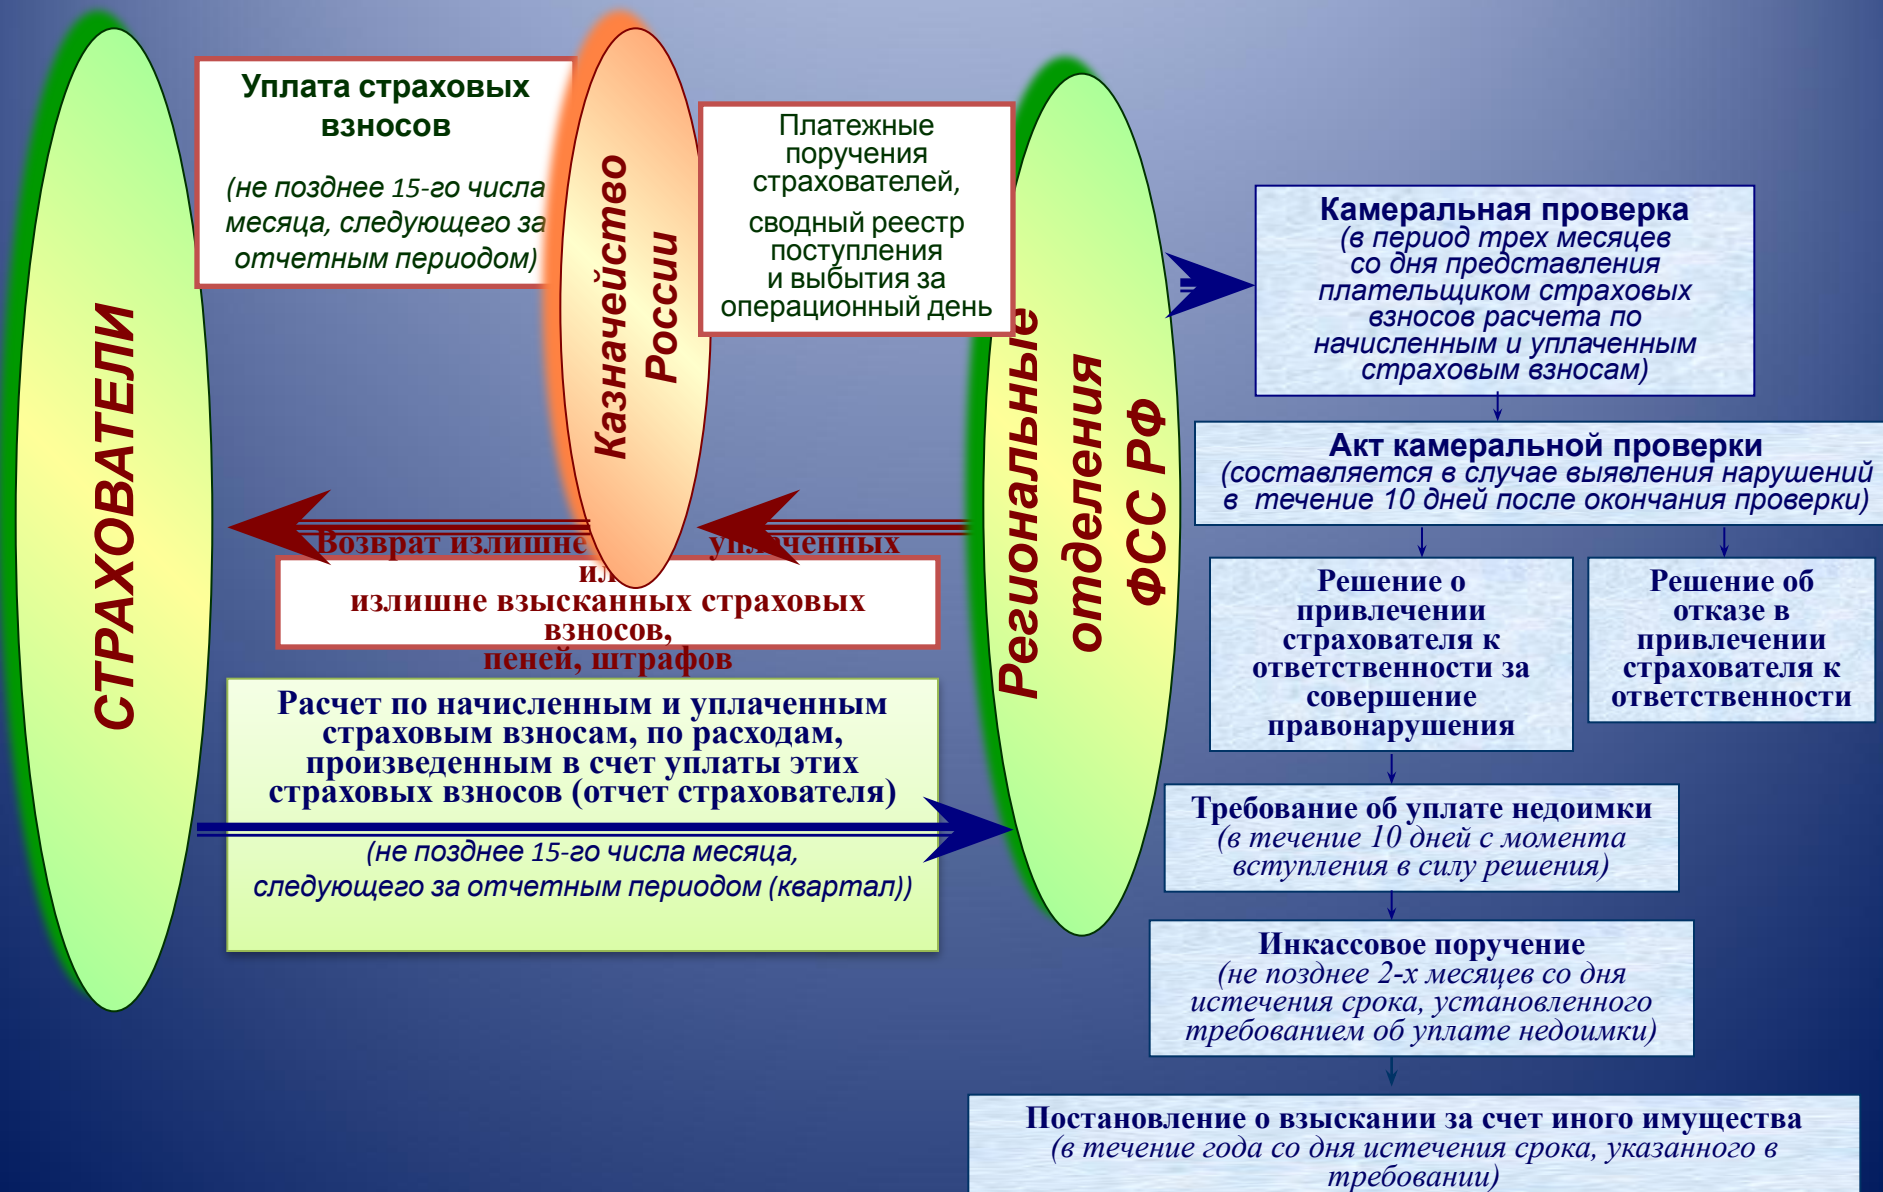 СТРАХОВАТЕЛИ
Уплата страховых
взносов
(не позднее 15-го числа
месяца, следующего за
отчетным периодом)
Казначейство
России
Платежные
поручения
страхователей,
сводный реестр
поступления
и выбытия за
операционный день
Региональные
отделения
ФСС РФ
Возврат излишне уплаченных
или
излишне взысканных страховых
взносов,
пеней, штрафов
Расчет по начисленным и уплаченным
страховым взносам, по расходам,
произведенным в счет уплаты этих
страховых взносов (отчет страхователя)
(не позднее 15-го числа месяца,
следующего за отчетным периодом (квартал))
Камеральная проверка
(в период трех месяцев
со дня представления
плательщиком страховых
взносов расчета по
начисленным и уплаченным
страховым взносам)
Акт камеральной проверки
(составляется в случае выявления нарушений
в течение 10 дней после окончания проверки)
Решение о
привлечении
страхователя к
ответственности за
совершение
правонарушения
Решение об
отказе в
привлечении
страхователя к
ответственности
Требование об уплате недоимки
(в течение 10 дней с момента
вступления в силу решения)
Инкассовое поручение
(не позднее 2-х месяцев со дня
истечения срока, установленного
требованием об уплате недоимки)
Постановление о взыскании за счет иного имущества
(в течение года со дня истечения срока, указанного в
требовании)